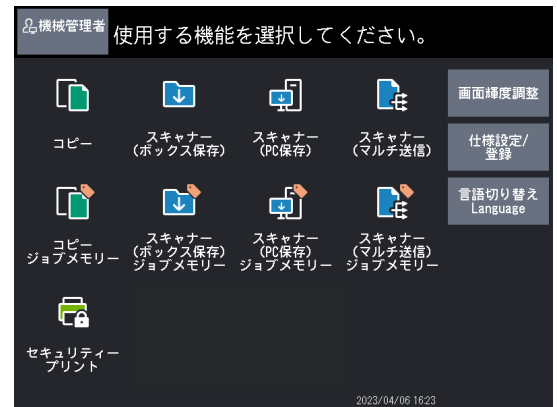 機械管理者
使用する機能を選択してください。
コピー
スキャナー
(ボックス保存)
スキャナー
(PC保存)
スキャナー
(マルチ送信)
画面輝度調整
仕様設定/
登録
言語切り替え
Language
コピー
ジョブメモリー
スキャナー
(ボックス保存)
ジョブメモリー
スキャナー
(PC保存)
ジョブメモリー
スキャナー
(マルチ送信)
ジョブメモリー
セキュリティー
プリント
2023/04/06 16:23